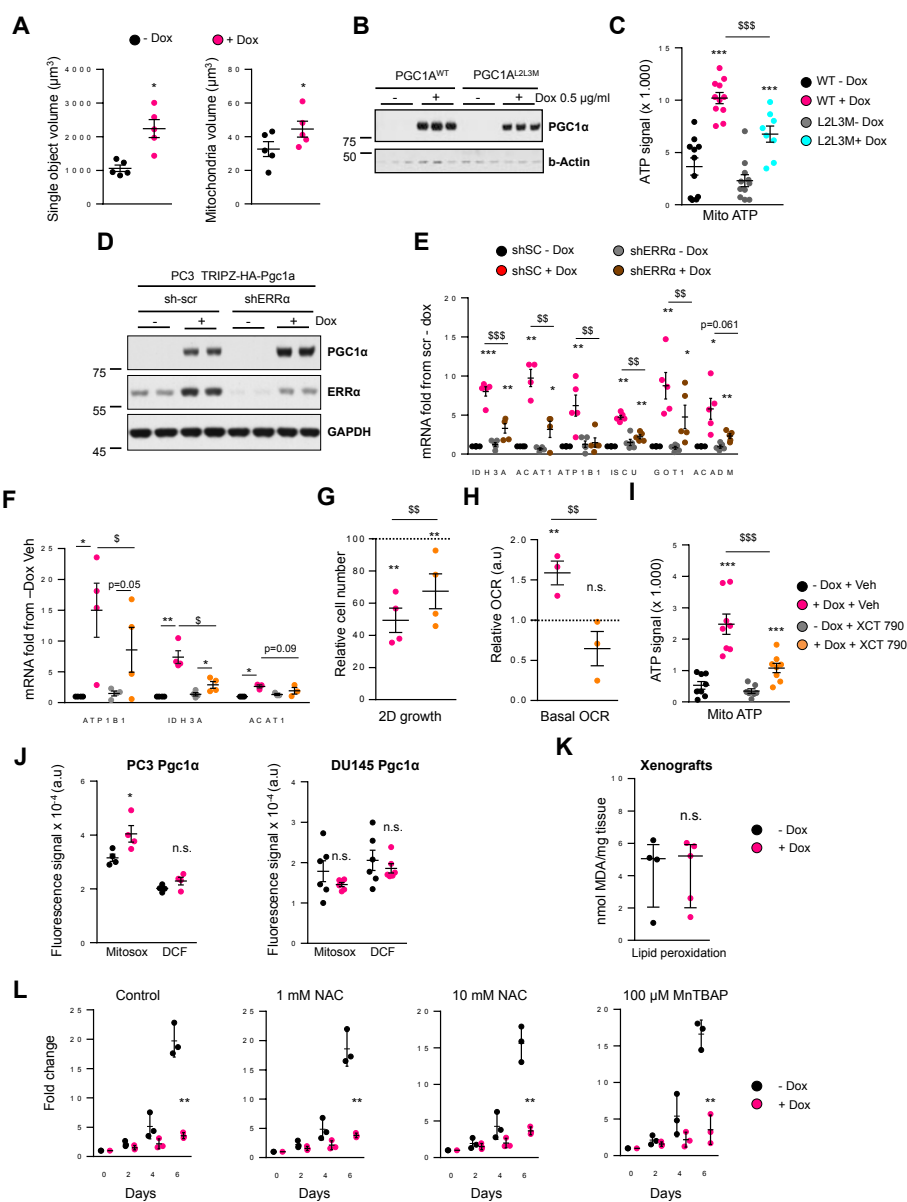 A
- Dox
+ Dox
Single object volume (µm³)
4000
3000
2000
1000
0
*
Mitochondria volume (µm³)
8
6
4
2
0
*
B
PGC1A^WT PGC1A^L2L3M
- + - + Dox 0.5 µg/ml
PGC1α
75
50
b-Actin
C
$$$
***
***
ATP signal (x 1.000)
15
10
5
0
Mito ATP
WT - Dox
WT + Dox
L2L3M- Dox
L2L3M+ Dox
D
PC3 TRIPZ-HA-Pgc1a
sh-scr shERRα
- + - + Dox
PGC1α
75
ERRα
55
GAPDH
45
E
shSC - Dox
shSC + Dox
shERRα - Dox
shERRα + Dox
mRNA fold from scr - dox
20
15
10
5
0
$$$
***
**
$$
**
*
$$
**
$$
**
**
$$
**
*
p=0.061
*
**
IDH3A ACAT1 ATP1B1 ISCU GOT1 ACADM
F
mRNA fold from –Dox Veh
25
20
15
10
5
0
*
$
p=0.05
**
$
*
*
p=0.09
ATP1B1 IDH3A ACAT1
G
$$
Relative cell number
100
80
60
40
20
0
**
**
2D growth
H
$$
Relative OCR (a.u)
2.0
1.5
1.0
0.5
0.0
**
n.s.
Basal OCR
I
$$$
***
***
ATP signal (x 1.000)
5
4
3
2
1
0
Mito ATP
- Dox + Veh
+ Dox + Veh
- Dox + XCT 790
+ Dox + XCT 790
J
PC3 Pgc1α
Fluorescence signal x 10⁻⁴ (a.u)
6
4
2
0
*
n.s.
Mitosox DCF
DU145 Pgc1α
Fluorescence signal x 10⁻⁴ (a.u)
4
3
2
1
0
n.s.
n.s.
Mitosox DCF
K
Xenografts
nmol MDA/mg tissue
10
8
6
4
2
0
n.s.
Lipid peroxidation
- Dox
+ Dox
L
Control
Fold change
25
20
15
10
5
0
**
0 2 4 6
Days
1 mM NAC
25
20
15
10
5
0
**
0 2 4 6
Days
10 mM NAC
20
15
10
5
0
**
0 2 4 6
Days
100 µM MnTBAP
20
15
10
5
0
**
0 2 4 6
Days
- Dox
+ Dox